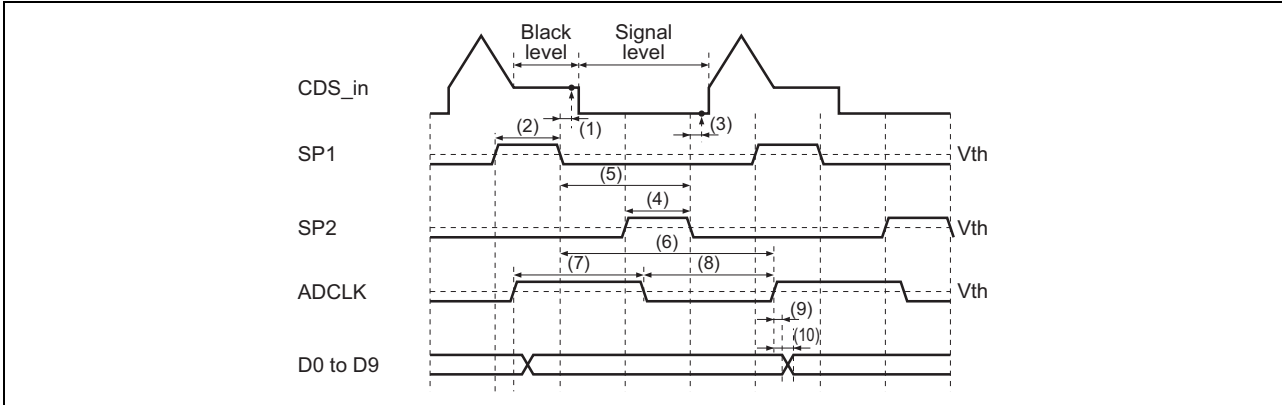 Black level
Signal level
CDS_in
(1)
(2)
(3)
SP1
Vth
(5)
(4)
SP2
Vth
(6)
(7)
(8)
ADCLK
Vth
(9)
(10)
D0 to D9